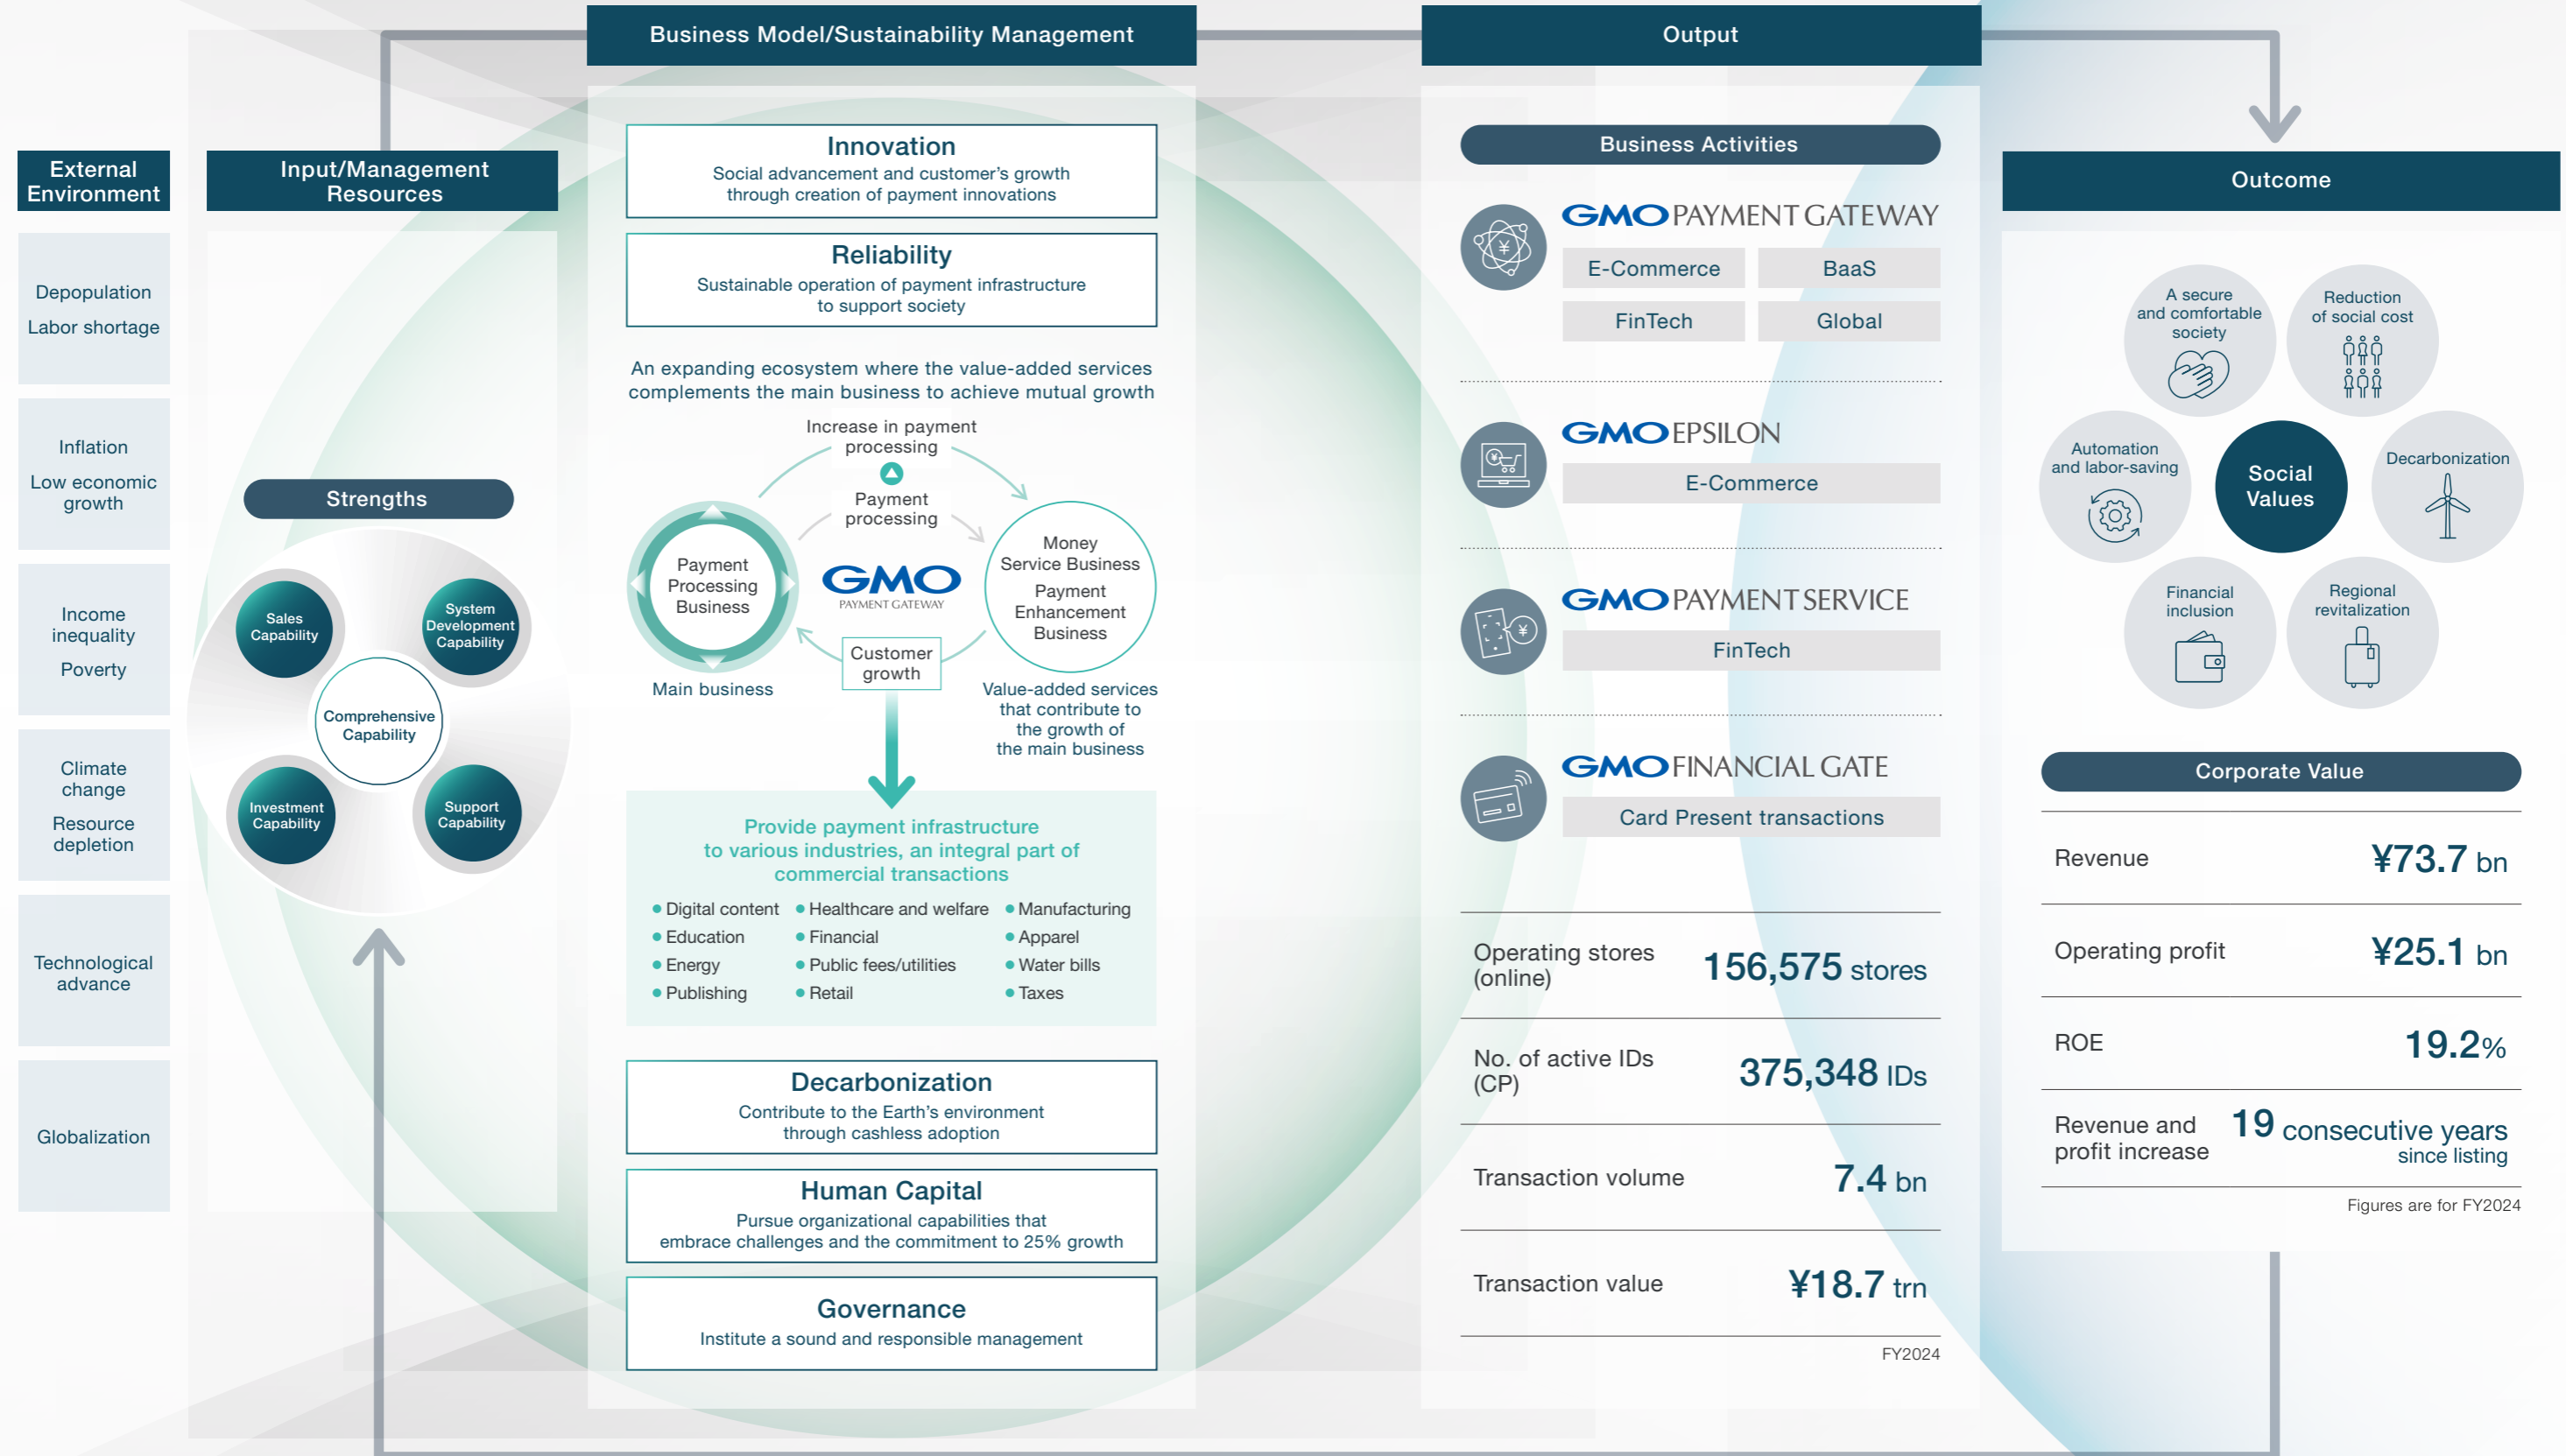 External
Environment
Depopulation
Labor shortage
Inflation
Low economic
growth
Income
inequality
Poverty
Climate
change
Resource
depletion
Technological
advance
Globalization
Input/Management
Resources
Strengths
Sales
Capability
System
Development
Capability
Comprehensive
Capability
Investment
Capability
Support
Capability
Business Model/Sustainability Management
Innovation
Social advancement and customer’s growth
through creation of payment innovations
Reliability
Sustainable operation of payment infrastructure
to support society
An expanding ecosystem where the value-added services
complements the main business to achieve mutual growth
Increase in payment
processing
Payment
processing
Payment
Processing
Business
GMO
PAYMENT GATEWAY
Money
Service Business
Payment
Enhancement
Business
Customer
growth
Main business
Value-added services
that contribute to
the growth of
the main business
Provide payment infrastructure
to various industries, an integral part of
commercial transactions
• Digital content • Healthcare and welfare • Manufacturing
• Education • Financial • Apparel
• Energy • Public fees/utilities • Water bills
• Publishing • Retail • Taxes
Decarbonization
Contribute to the Earth’s environment
through cashless adoption
Human Capital
Pursue organizational capabilities that
embrace challenges and the commitment to 25% growth
Governance
Institute a sound and responsible management
Output
Business Activities
¥
GMO PAYMENT GATEWAY
E-Commerce BaaS
FinTech Global
¥
GMO EPSILON
E-Commerce
¥
GMO PAYMENT SERVICE
FinTech
GMO FINANCIAL GATE
Card Present transactions
Operating stores
(online)
156,575 stores
No. of active IDs
(CP)
375,348 IDs
Transaction volume 7.4 bn
Transaction value ¥18.7 trn
FY2024
Outcome
A secure
and comfortable
society
Reduction
of social cost
Automation
and labor-saving
Social
Values
Decarbonization
Financial
inclusion
Regional
revitalization
Corporate Value
Revenue ¥73.7 bn
Operating profit ¥25.1 bn
ROE 19.2%
Revenue and
profit increase
19 consecutive years
since listing
Figures are for FY2024